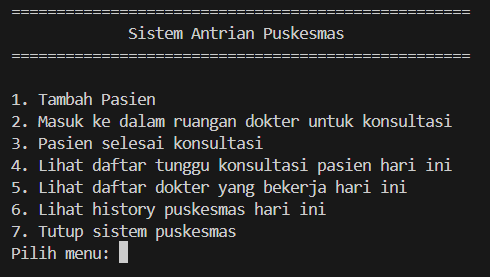 ===================================================
Sistem Antrian Puskesmas
===================================================
1. Tambah Pasien
2. Masuk ke dalam ruangan dokter untuk konsultasi
3. Pasien selesai konsultasi
4. Lihat daftar tunggu konsultasi pasien hari ini
5. Lihat daftar dokter yang bekerja hari ini
6. Lihat history puskesmas hari ini
7. Tutup sistem puskesmas
Pilih menu: